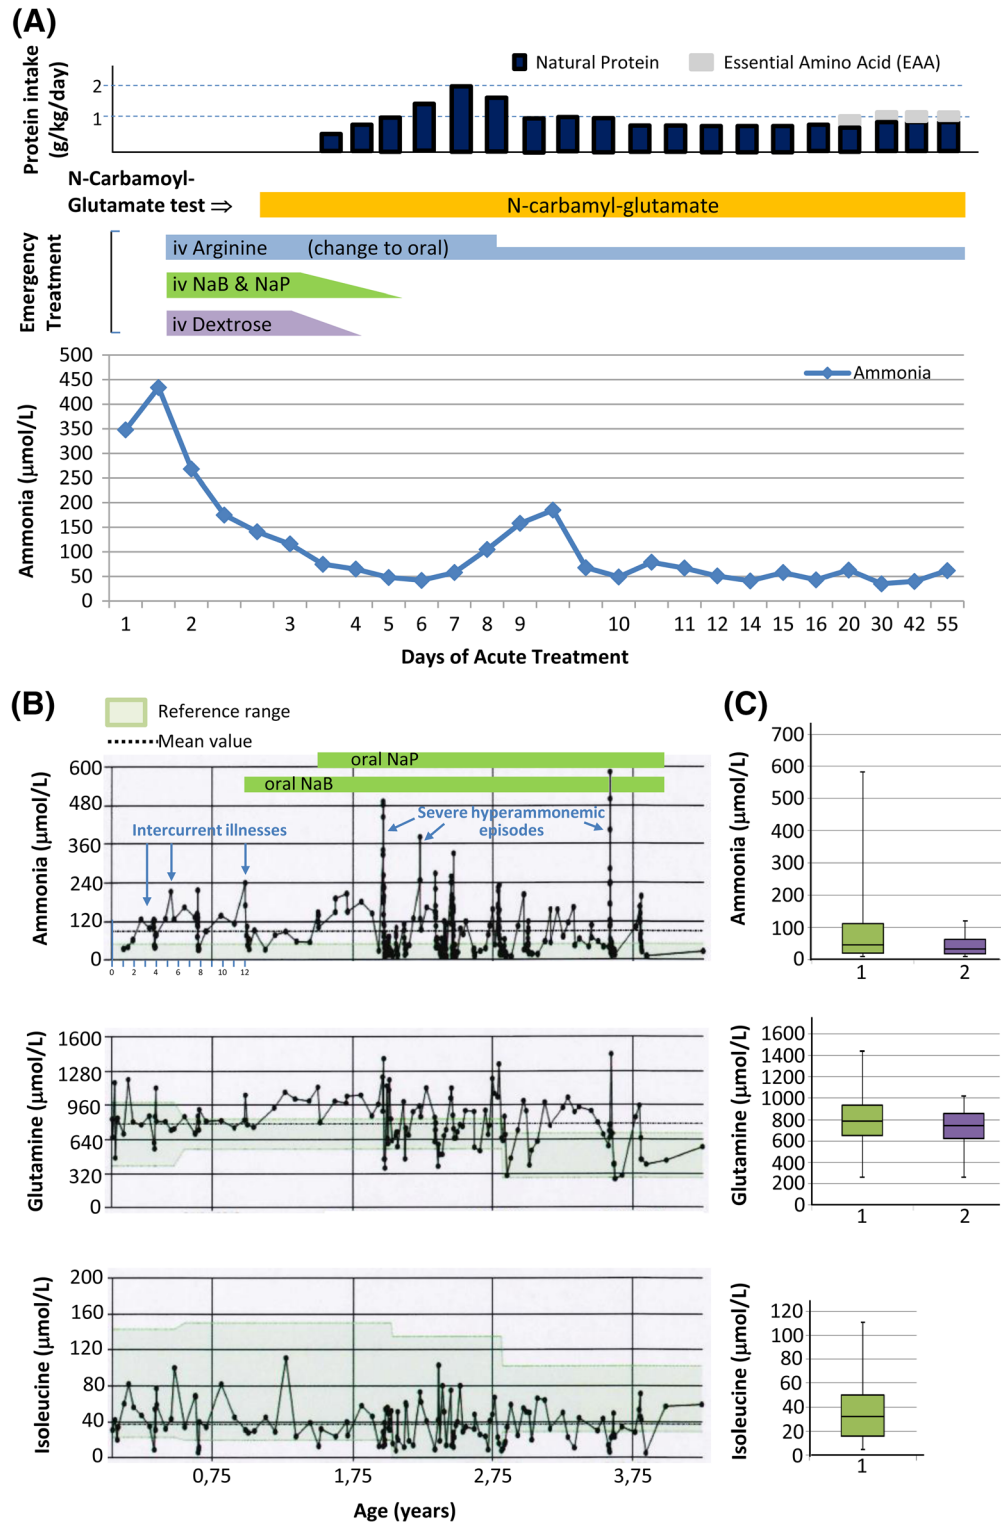 (A)
Protein intake
(g/kg/day)
Natural Protein
Essential Amino Acid (EAA)
2
1
N-Carbamoyl-
Glutamate test ⇒
N-carbamyl-glutamate
Emergency
Treatment
iv Arginine (change to oral)
iv NaB & NaP
iv Dextrose
Ammonia (µmol/L)
500
450
400
350
300
250
200
150
100
50
0
Ammonia
1 2 3 4 5 6 7 8 9 10 11 12 14 15 16 20 30 42 55
Days of Acute Treatment
(B)
Reference range
Mean value
oral NaP
oral NaB
Ammonia (µmol/L)
600
480
360
240
120
0
Intercurrent illnesses
Severe hyperammonemic
episodes
0 2 4 6 8 10 12
Glutamine (µmol/L)
1600
1280
960
640
320
0
Isoleucine (µmol/L)
200
160
120
80
40
0
0,75 1,75 2,75 3,75
Age (years)
(C)
Ammonia (µmol/L)
700
600
500
400
300
200
100
0
1 2
Glutamine (µmol/L)
1600
1400
1200
1000
800
600
400
200
0
1 2
Isoleucine (µmol/L)
120
100
80
60
40
20
0
1